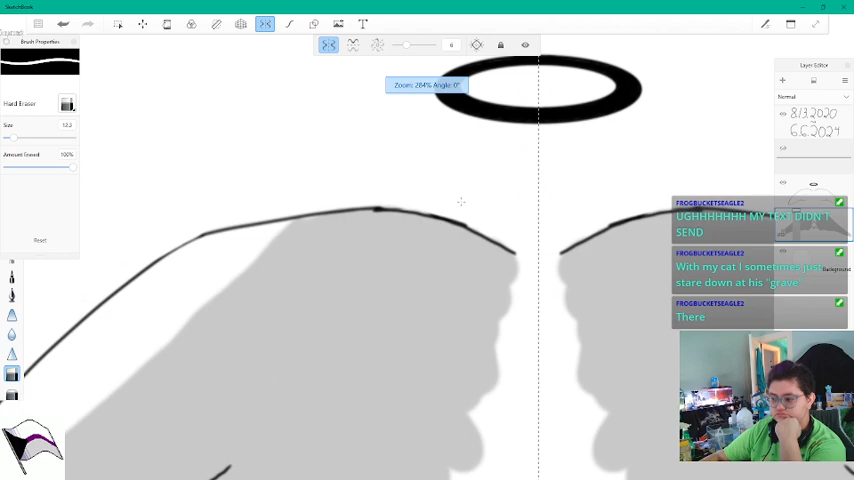 SketchBook
Brush Properties
6
Zoom: 284% Angle: 0°
Layer Editor
Hard Eraser
Normal
8.13.2020
6.6.2024
Size
12.2
Amount Erased
100%
Reset
FROGBUCKETSEAGLE2
UGHHHHHHH MY TEXT DIDN'T
SEND
FROGBUCKETSEAGLE2
With my cat I sometimes just
stare down at his "grave"
Background
FROGBUCKETSEAGLE2
There